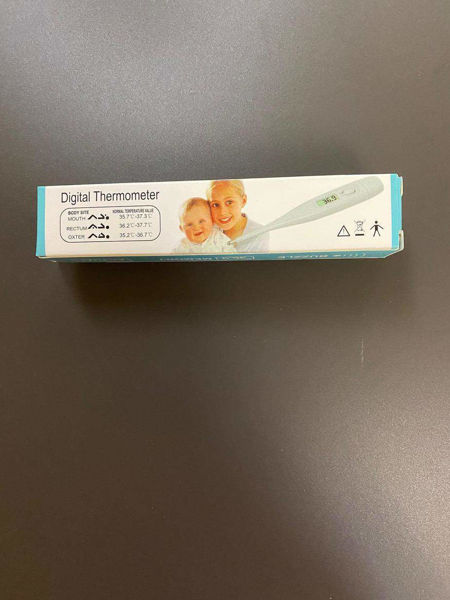 Digital Thermometer
BODY SITE NORMAL TEMPERATURE VALUE
MOUTH 35.7℃-37.3℃
RECTUM 36.2℃-37.7℃
OXTER 35.2℃-36.7℃
36.9